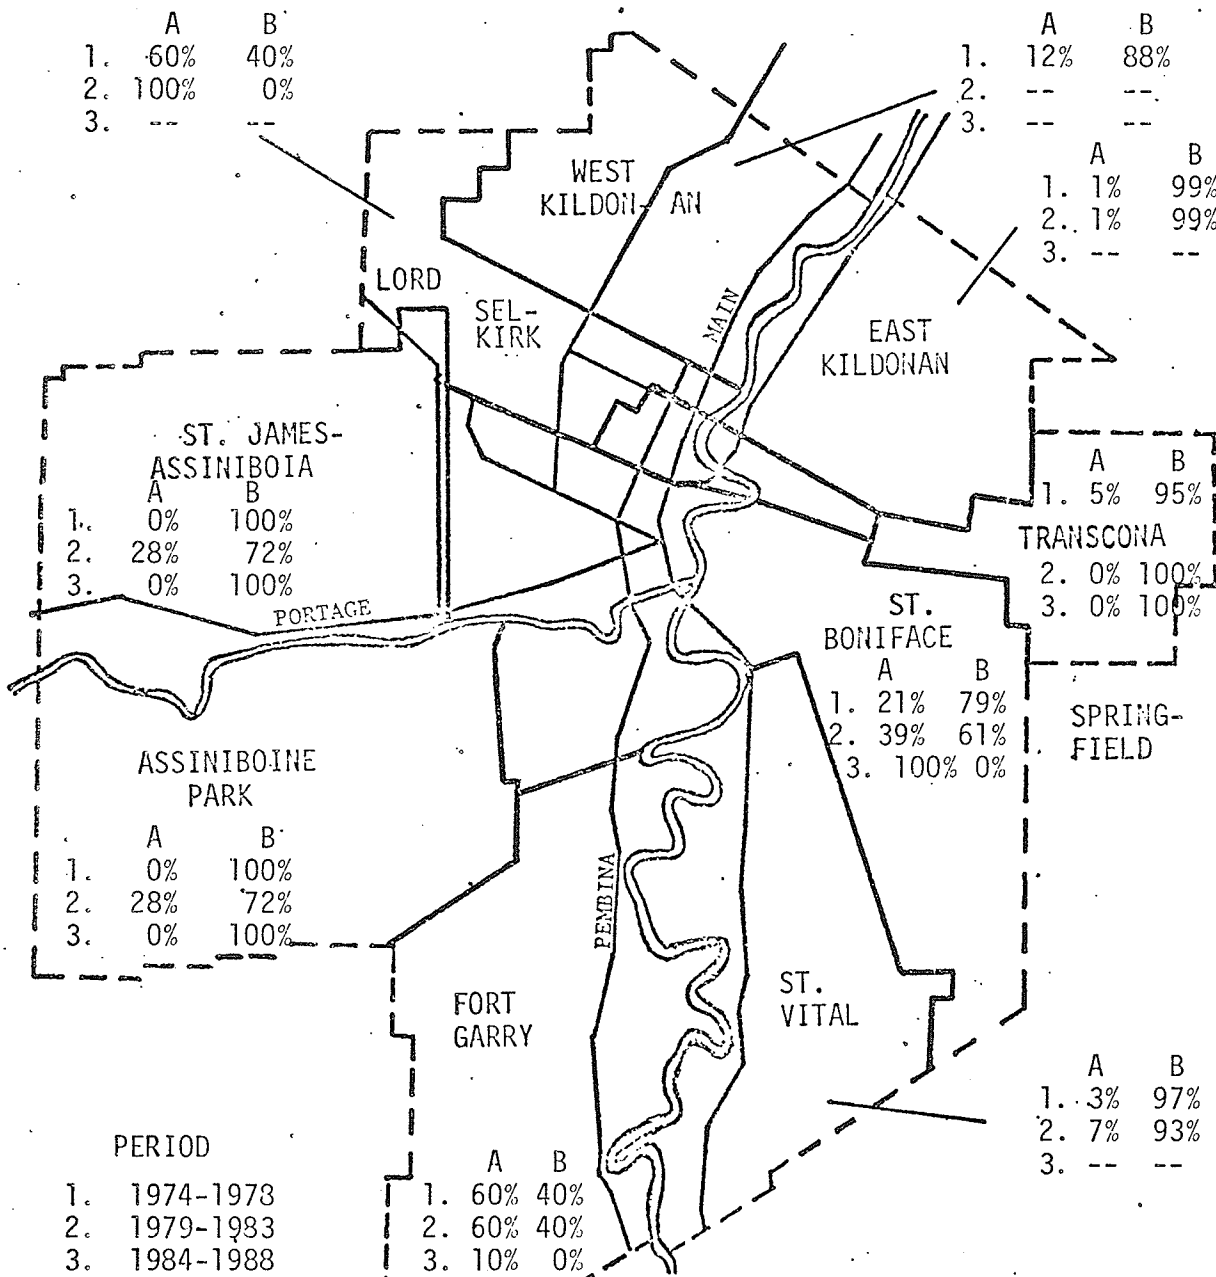 A B
1. 60% 40%
2. 100% 0%
3. -- --
A B
1. 12% 88%
2. -- --
3. -- --
A B
1. 1% 99%
2. 1% 99%
3. -- --
WEST
KILDON- AN
LORD
SEL-
KIRK
MAIN
EAST
KILDONAN
ST. JAMES-
ASSINIBOIA
A B
1. 0% 100%
2. 28% 72%
3. 0% 100%
PORTAGE
A B
1. 5% 95%
TRANSCONA
2. 0% 100%
3. 0% 100%
ST.
BONIFACE
A B
1. 21% 79%
2. 39% 61%
3. 100% 0%
SPRING-
FIELD
ASSINIBOINE
PARK
A B
1. 0% 100%
2. 28% 72%
3. 0% 100%
PEMBINA
FORT
GARRY
ST.
VITAL
A B
1. 3% 97%
2. 7% 93%
3. -- --
PERIOD
1. 1974-1978
2. 1979-1983
3. 1984-1988
A B
1. 60% 40%
2. 60% 40%
3. 10% 0%